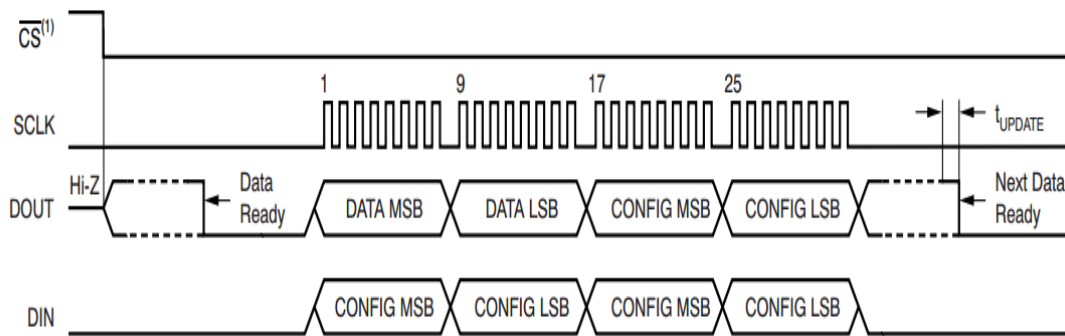 CS(1)
1 9 17 25
SCLK
tUPDATE
Hi-Z
Data
Ready
Next Data
Ready
DOUT
DATA MSB DATA LSB CONFIG MSB CONFIG LSB
DIN
CONFIG MSB CONFIG LSB CONFIG MSB CONFIG LSB